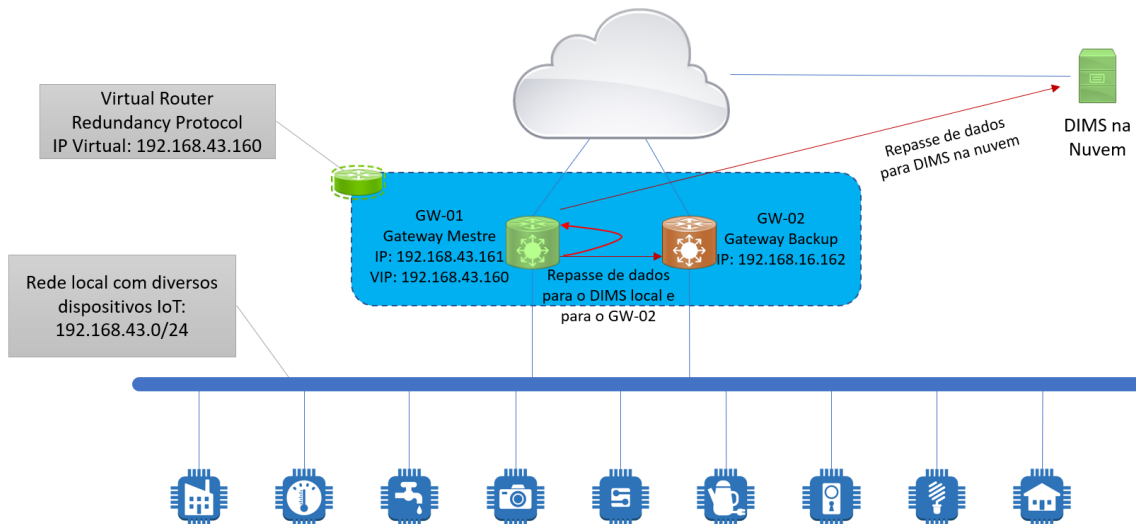 Virtual Router
Redundancy Protocol
IP Virtual: 192.168.43.160
DIMS na
Nuvem
Repasse de dados
para DIMS na nuvem
GW-01
Gateway Mestre
IP: 192.168.43.161
VIP: 192.168.43.160
GW-02
Gateway Backup
IP: 192.168.16.162
Repasse de dados
para o DIMS local e
para o GW-02
Rede local com diversos
dispositivos IoT:
192.168.43.0/24